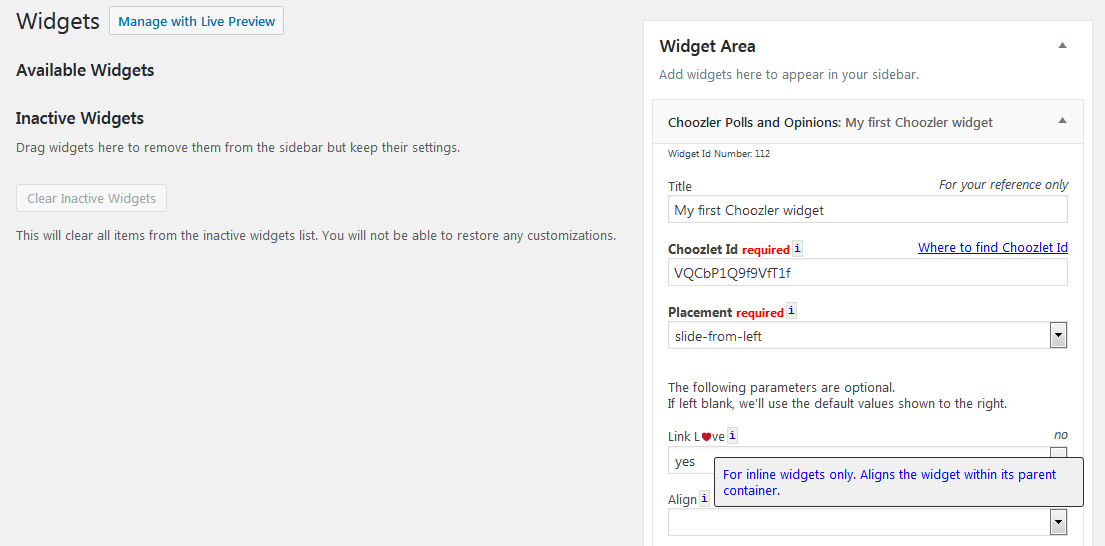 Widgets
Manage with Live Preview
Available Widgets
Inactive Widgets
Drag widgets here to remove them from the sidebar but keep their settings.
Clear Inactive Widgets
This will clear all items from the inactive widgets list. You will not be able to restore any customizations.
Widget Area
Add widgets here to appear in your sidebar.
Choozler Polls and Opinions: My first Choozler widget
Widget Id Number: 112
Title For your reference only
My first Choozler widget
Choozlet Id required i Where to find Choozlet Id
VQCbP1Q9f9VfT1f
Placement required i
slide-from-left
The following parameters are optional.
If left blank, we'll use the default values shown to the right.
Link L❤ve i no
yes
For inline widgets only. Aligns the widget within its parent
container.
Align i